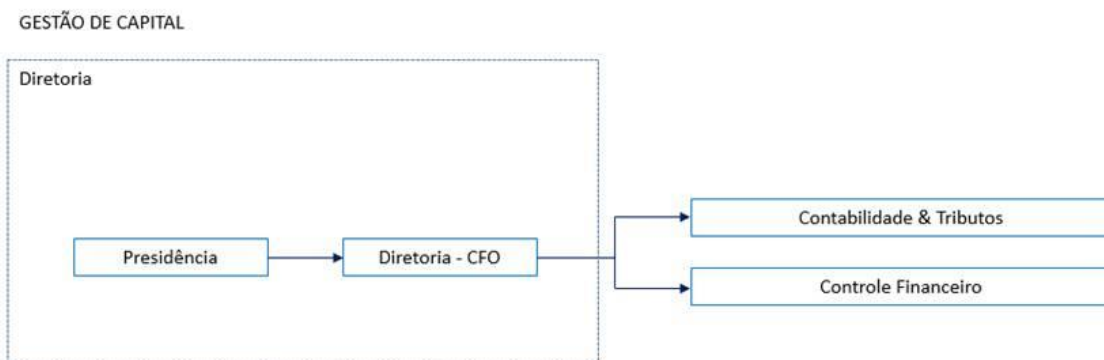 GESTÃO DE CAPITAL
Diretoria
Presidência
Diretoria - CFO
Contabilidade & Tributos
Controle Financeiro